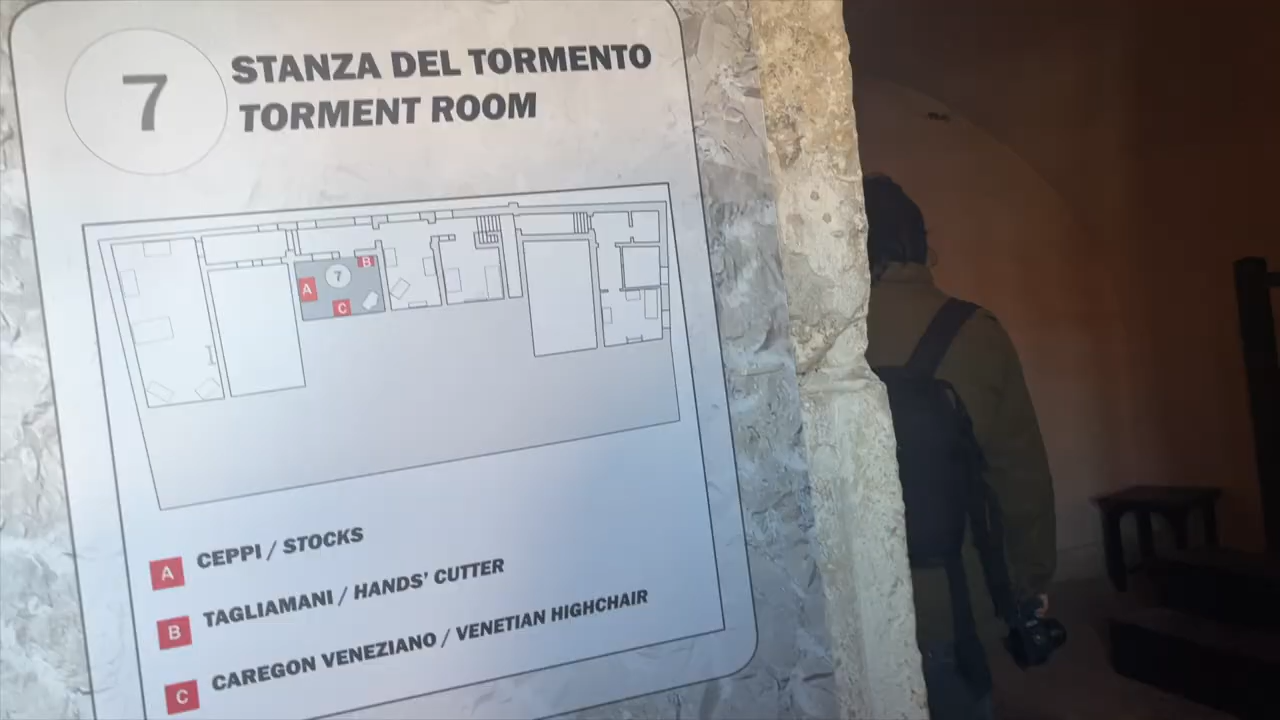 7
STANZA DEL TORMENTO
TORMENT ROOM
7
B
A
C
A CEPPI / STOCKS
B TAGLIAMANI / HANDS' CUTTER
C CAREGON VENEZIANO / VENETIAN HIGHCHAIR